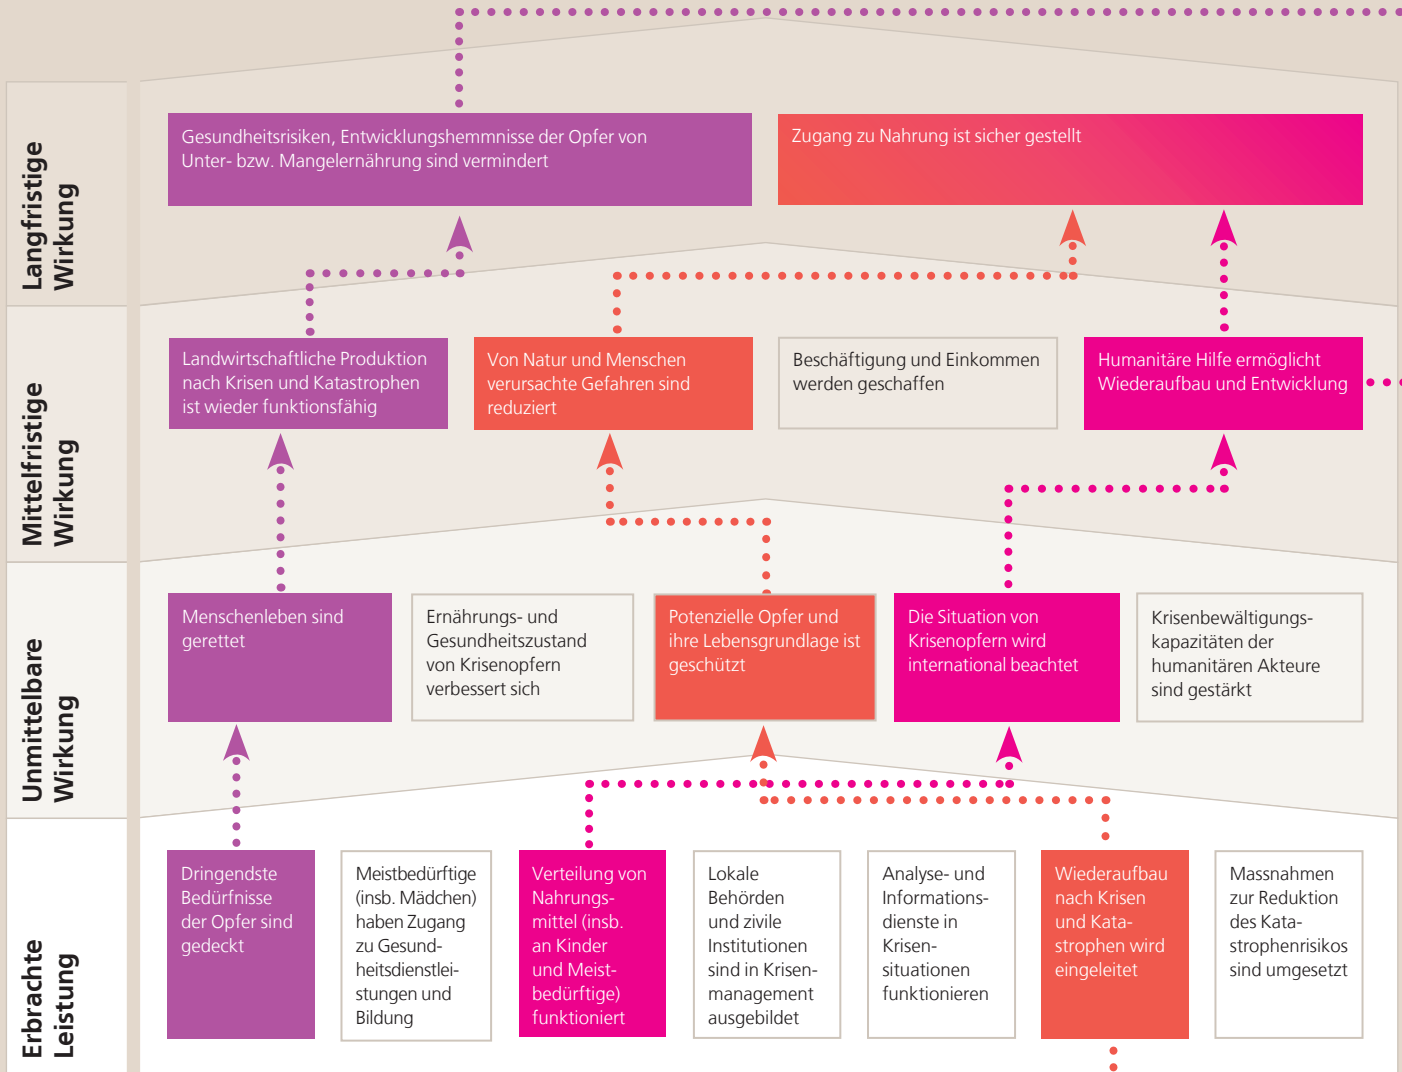 Langfristige
Wirkung
Gesundheitsrisiken, Entwicklungshemmnisse der Opfer von
Unter- bzw. Mangelernährung sind vermindert
Zugang zu Nahrung ist sicher gestellt
Mittelfristige
Wirkung
Landwirtschaftliche Produktion
nach Krisen und Katastrophen
ist wieder funktionsfähig
Von Natur und Menschen
verursachte Gefahren sind
reduziert
Beschäftigung und Einkommen
werden geschaffen
Humanitäre Hilfe ermöglicht
Wiederaufbau und Entwicklung
Unmittelbare
Wirkung
Menschenleben sind
gerettet
Ernährungs- und
Gesundheitszustand
von Krisenopfern
verbessert sich
Potenzielle Opfer und
ihre Lebensgrundlage ist
geschützt
Die Situation von
Krisenopfern wird
international beachtet
Krisenbewältigungs-
kapazitäten der
humanitären Akteure
sind gestärkt
Erbrachte
Leistung
Dringendste
Bedürfnisse
der Opfer sind
gedeckt
Meistbedürftige
(insb. Mädchen)
haben Zugang
zu Gesund-
heitsdienstlei-
stungen und
Bildung
Verteilung von
Nahrungs-
mittel (insb.
an Kinder
und Meist-
bedürftige)
funktioniert
Lokale
Behörden
und zivile
Institutionen
sind in Krisen-
management
ausgebildet
Analyse- und
Informations-
dienste in
Krisen-
situationen
funktionieren
Wiederaufbau
nach Krisen
und Kata-
strophen wird
eingeleitet
Massnahmen
zur Reduktion
des Kata-
strophenrisikos
sind umgesetzt